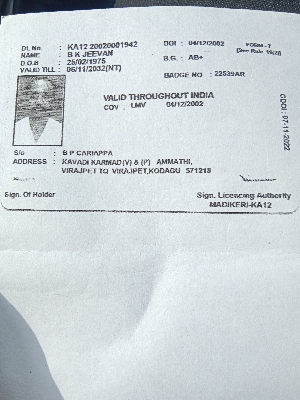 DL No : KA12 20020001942 DOI : 04/12/2002 FORM - 7
NAME : B K JEEVAN (See Rule 16(2))
D.O.B : 25/02/1975 B.G. : AB+
VALID TILL : 06/11/2032(NT)
BADGE NO : 22539AR
VALID THROUGHOUT INDIA
COV : LMV 04/12/2002
CDOI : 07-11-2022
S/o : B P CARIAPPA
ADDRESS : KAVADI KARMAD(V) & (P) AMMATHI,
VIRAJPET TQ VIRAJPET,KODAGU 571218
Sign. Of Holder Sign. Licencing Authority
MADIKERI-KA12